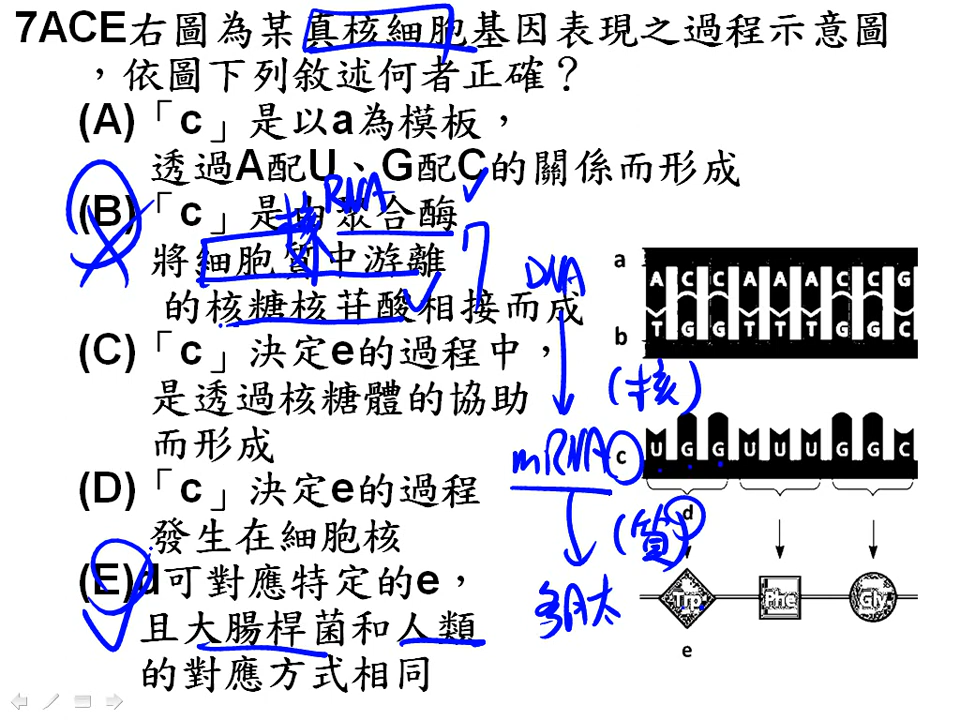 7ACE右圖為某真核細胞基因表現之過程示意圖
，依圖下列敘述何者正確？
(A)「c」是以a為模板，
透過A配U、G配C的關係而形成
RNA
(B)「c」是由聚合酶
核
將細胞質中游離
的核糖核苷酸相接而成
(C)「c」決定e的過程中，
是透過核糖體的協助
而形成
(D)「c」決定e的過程
發生在細胞核
(E)d可對應特定的e，
且大腸桿菌和人類
的對應方式相同
DNA
(核)
mRNA
(質)
多月太
a
A C C A A A C C G
b
T G G T T T G G C
c
U G G U U U G G C
d
Trp Phe Gly
e